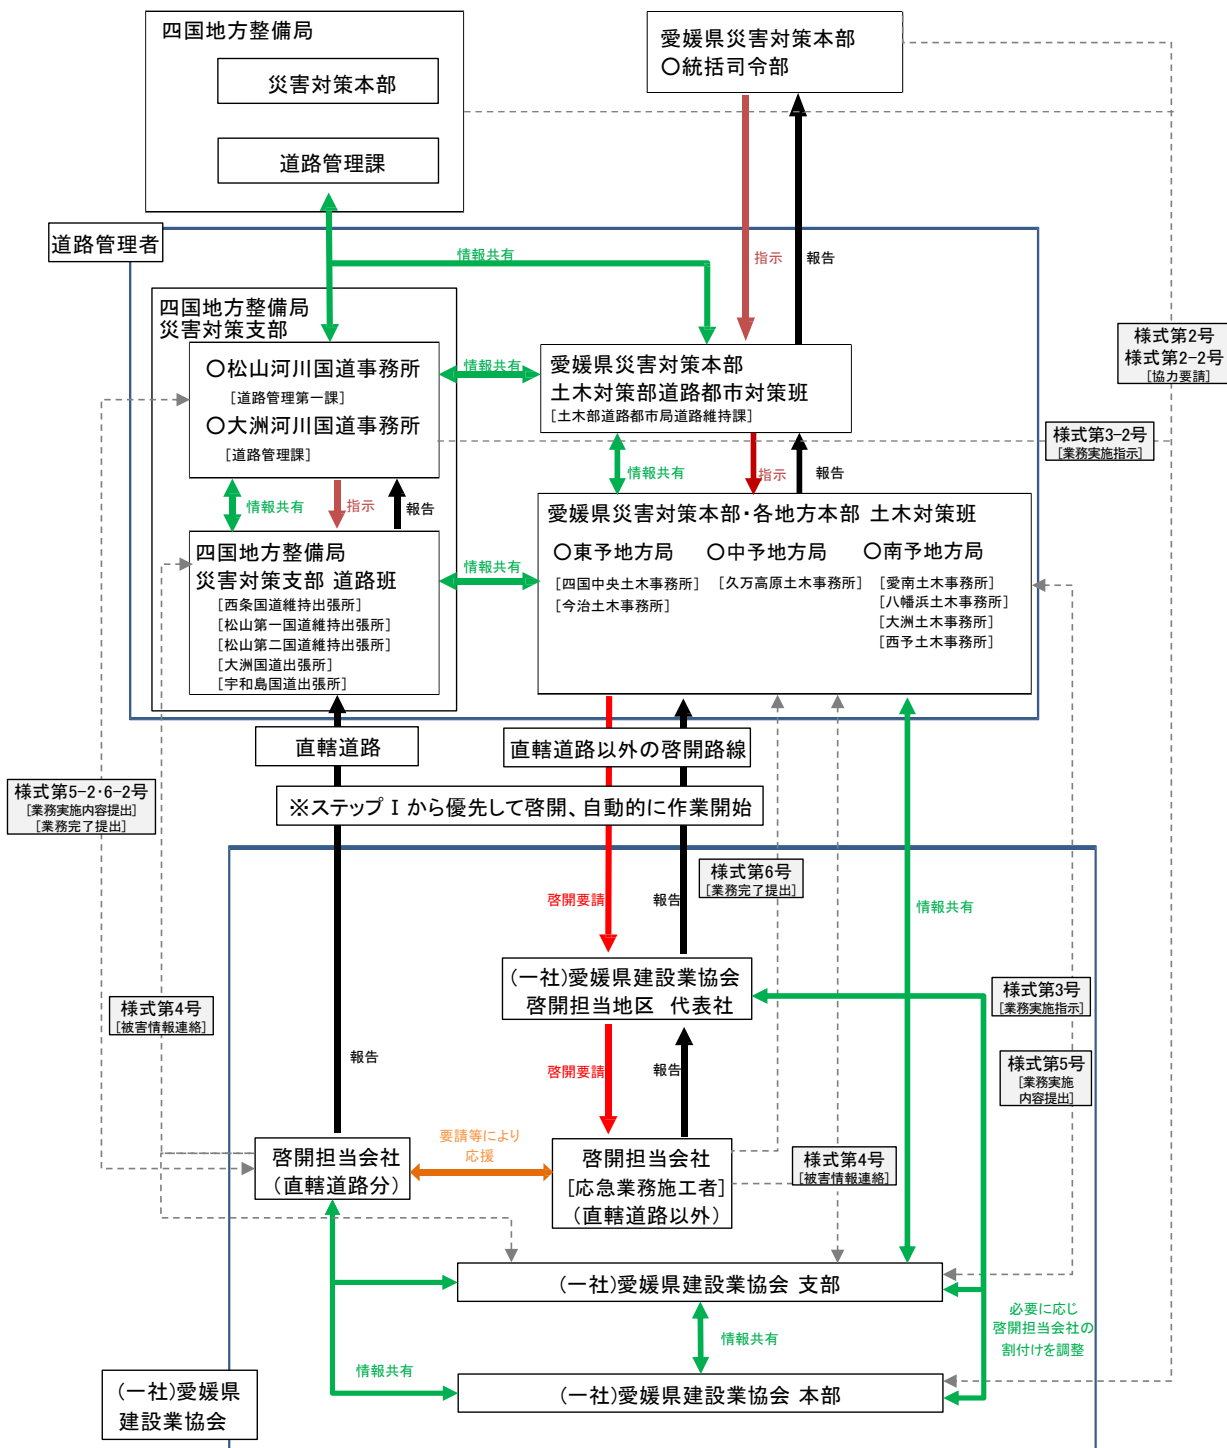 四国地方整備局
災害対策本部
道路管理課
愛媛県災害対策本部
〇統括司令部
道路管理者
情報共有
指示
報告
四国地方整備局
災害対策支部
〇松山河川国道事務所
[道路管理第一課]
〇大洲河川国道事務所
[道路管理課]
情報共有
愛媛県災害対策本部
土木対策部道路都市対策班
[土木部道路都市局道路維持課]
様式第2号
様式第2-2号
[協力要請]
様式第3-2号
[業務実施指示]
情報共有
指示
報告
情報共有
指示
報告
四国地方整備局
災害対策支部 道路班
[西条国道維持出張所]
[松山第一国道維持出張所]
[松山第二国道維持出張所]
[大洲国道出張所]
[宇和島国道出張所]
情報共有
愛媛県災害対策本部・各地方本部 土木対策班
〇東予地方局
[四国中央土木事務所]
[今治土木事務所]
〇中予地方局
[久万高原土木事務所]
〇南予地方局
[愛南土木事務所]
[八幡浜土木事務所]
[大洲土木事務所]
[西予土木事務所]
直轄道路
直轄道路以外の啓開路線
様式第5-2・6-2号
[業務実施内容提出]
[業務完了提出]
※ステップⅠから優先して啓開、自動的に作業開始
様式第6号
[業務完了提出]
啓開要請
報告
情報共有
(一社)愛媛県建設業協会
啓開担当地区 代表社
様式第3号
[業務実施指示]
様式第4号
[被害情報連絡]
報告
啓開要請
報告
様式第5号
[業務実施
内容提出]
啓開担当会社
(直轄道路分)
要請等により
応援
啓開担当会社
[応急業務施工者]
(直轄道路以外)
様式第4号
[被害情報連絡]
(一社)愛媛県建設業協会 支部
必要に応じ
啓開担当会社の
割付けを調整
情報共有
情報共有
(一社)愛媛県建設業協会 本部
(一社)愛媛県
建設業協会